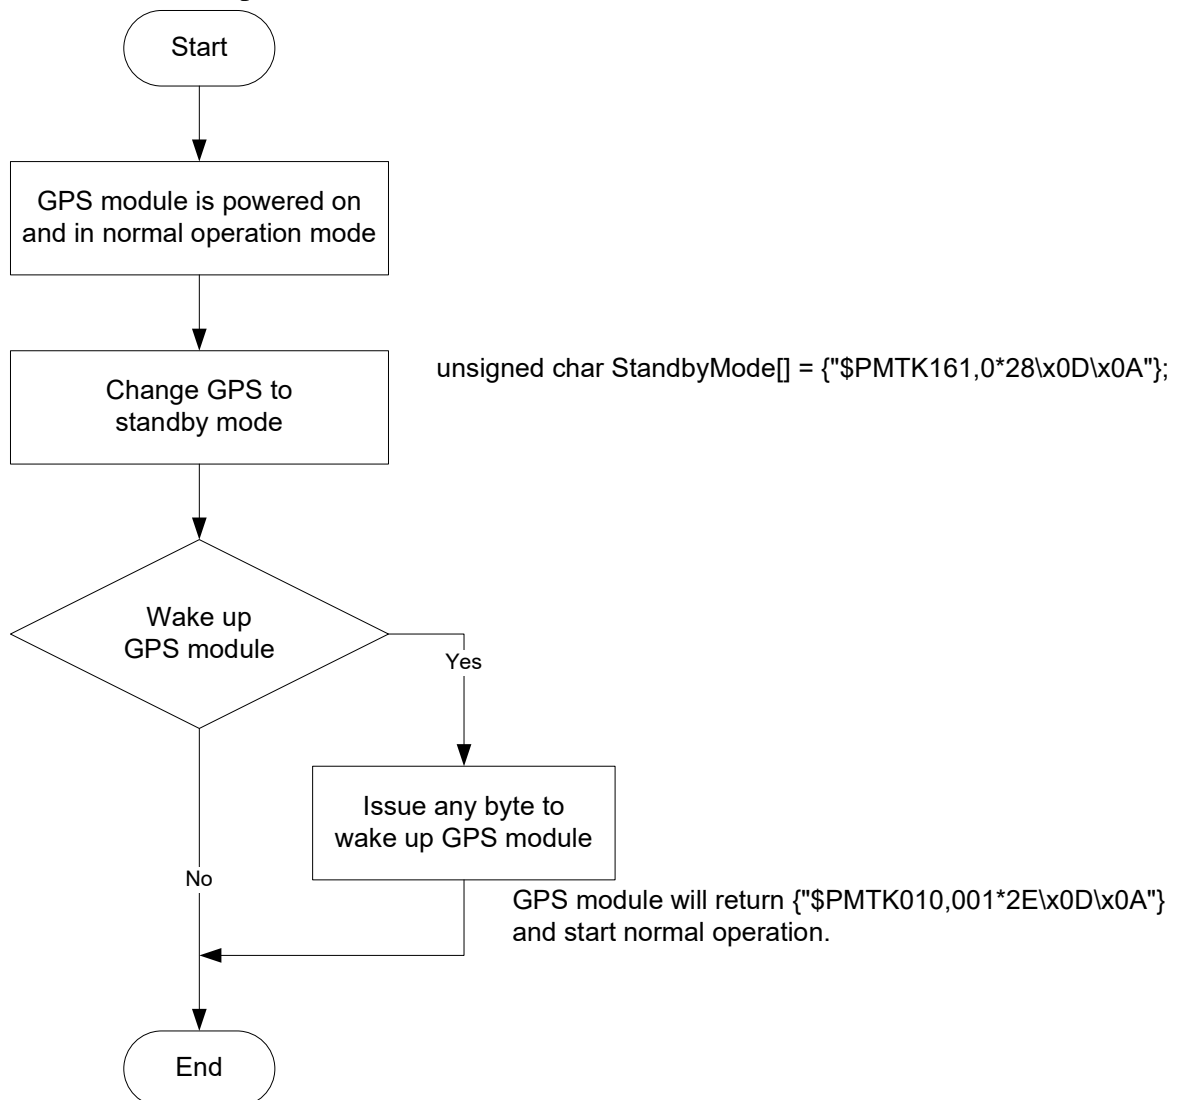 Start
GPS module is powered on
and in normal operation mode
Change GPS to
standby mode
unsigned char StandbyMode[] = {"$PMTK161,0*28\x0D\x0A"};
Wake up
GPS module
Yes
Issue any byte to
wake up GPS module
No
GPS module will return {"$PMTK010,001*2E\x0D\x0A"}
and start normal operation.
End